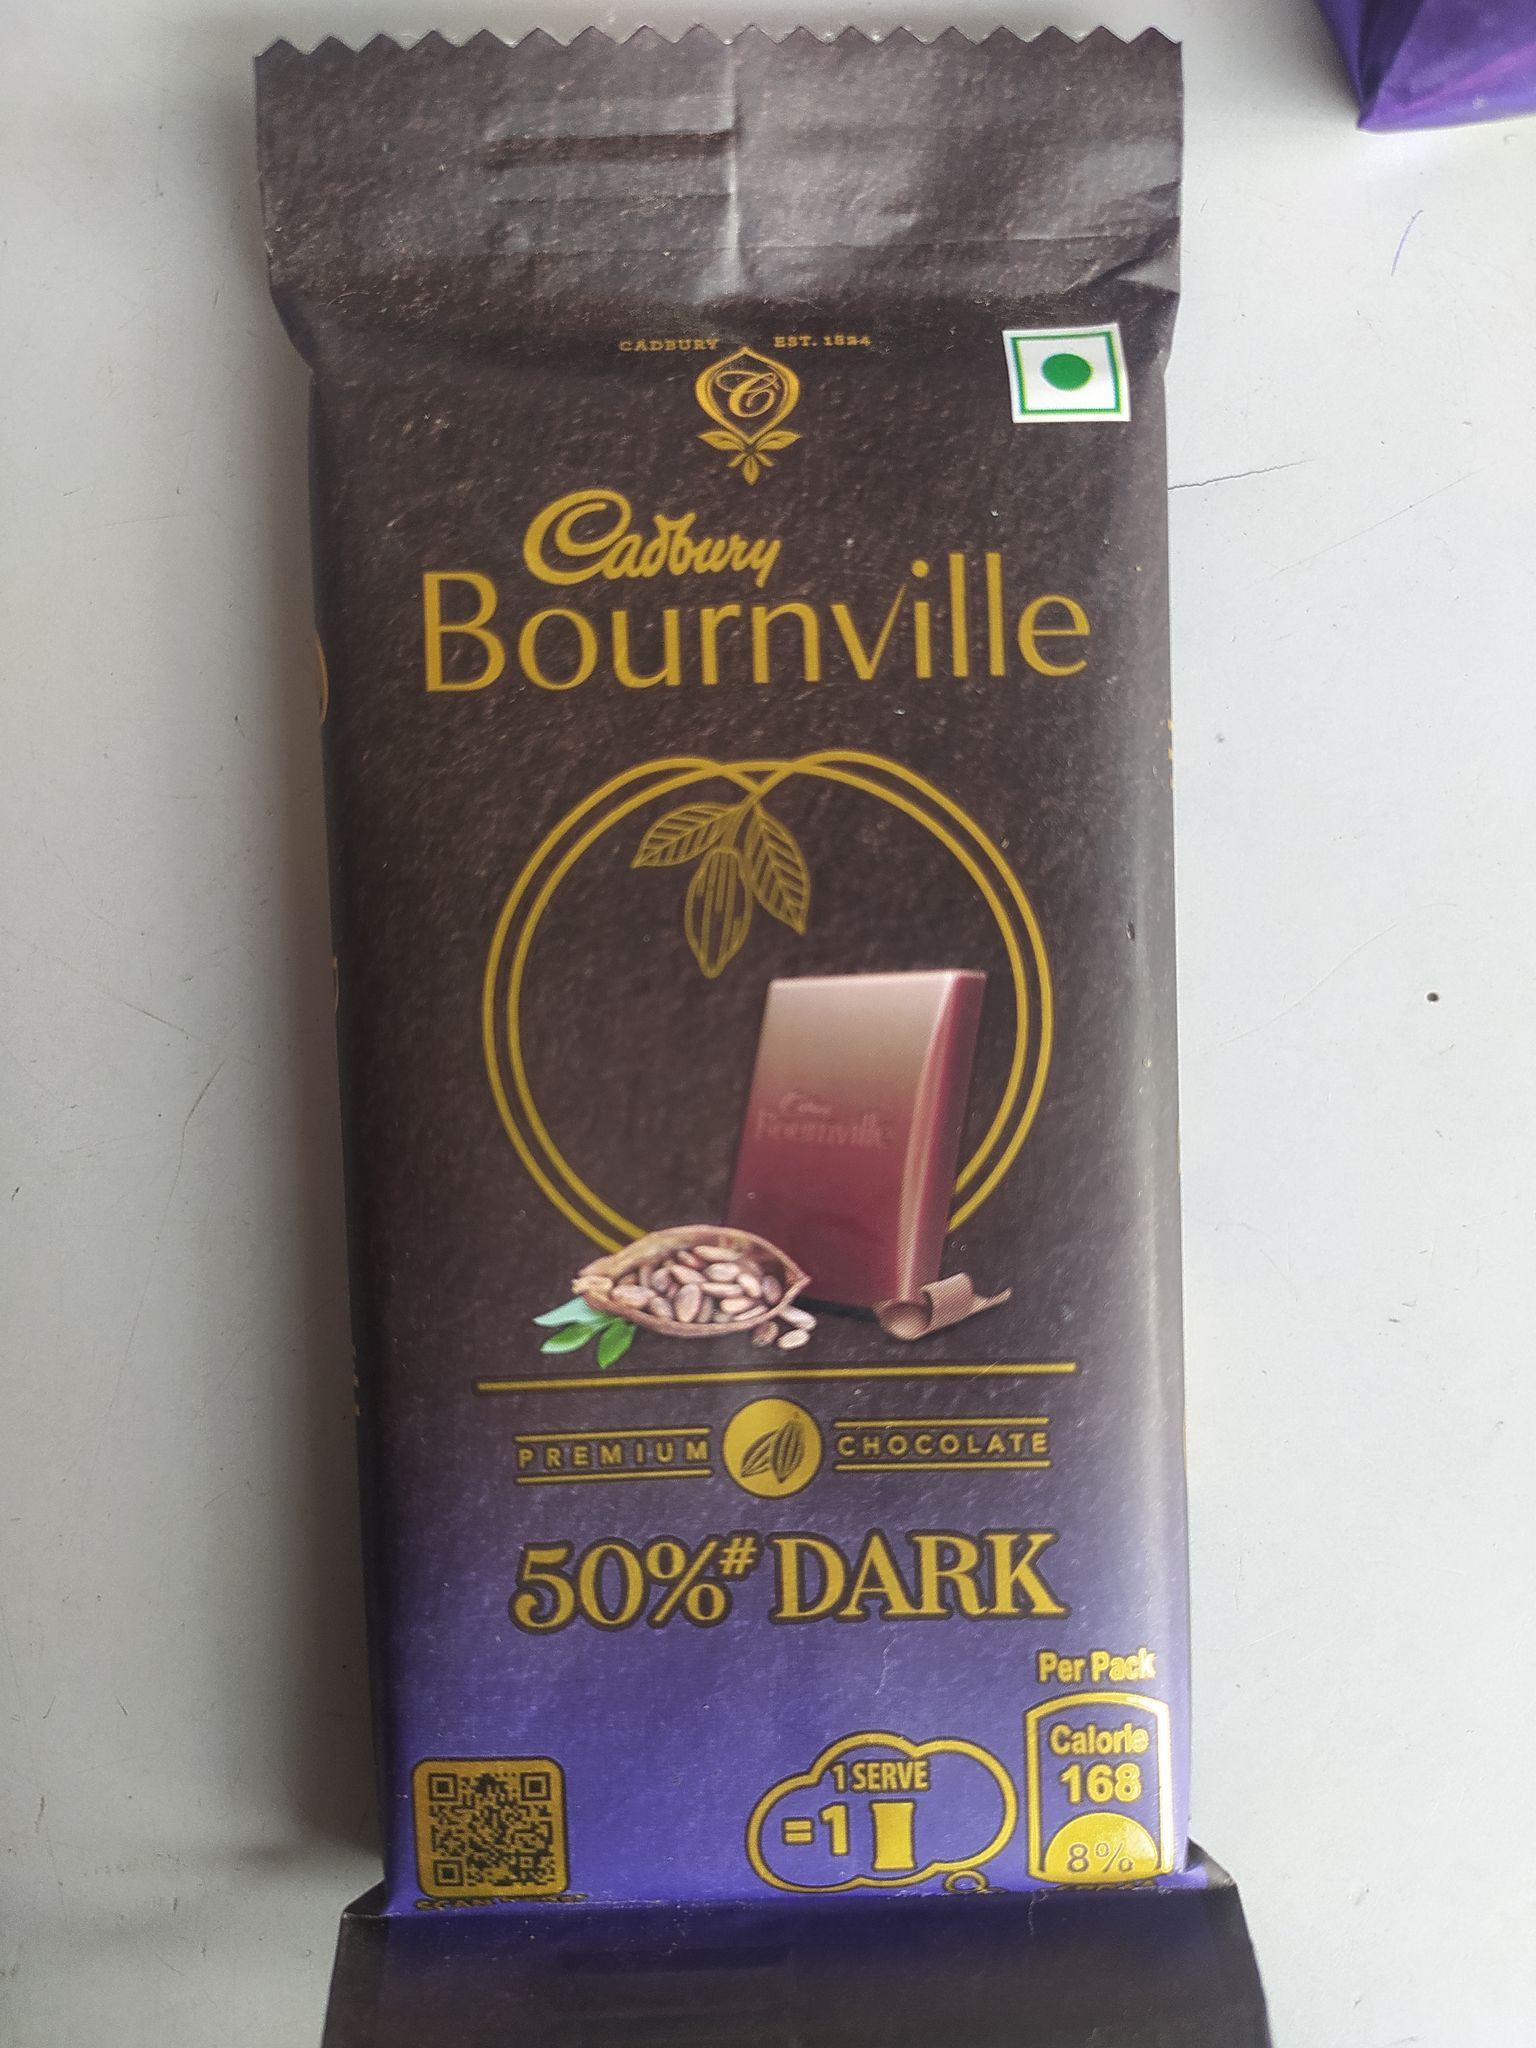 CADBURY EST. 1824
Cadbury
Bournville
Cadbury
Bournville
PREMIUM CHOCOLATE
50%# DARK
Per Pack
Calorie
168
8%
1 SERVE
=1